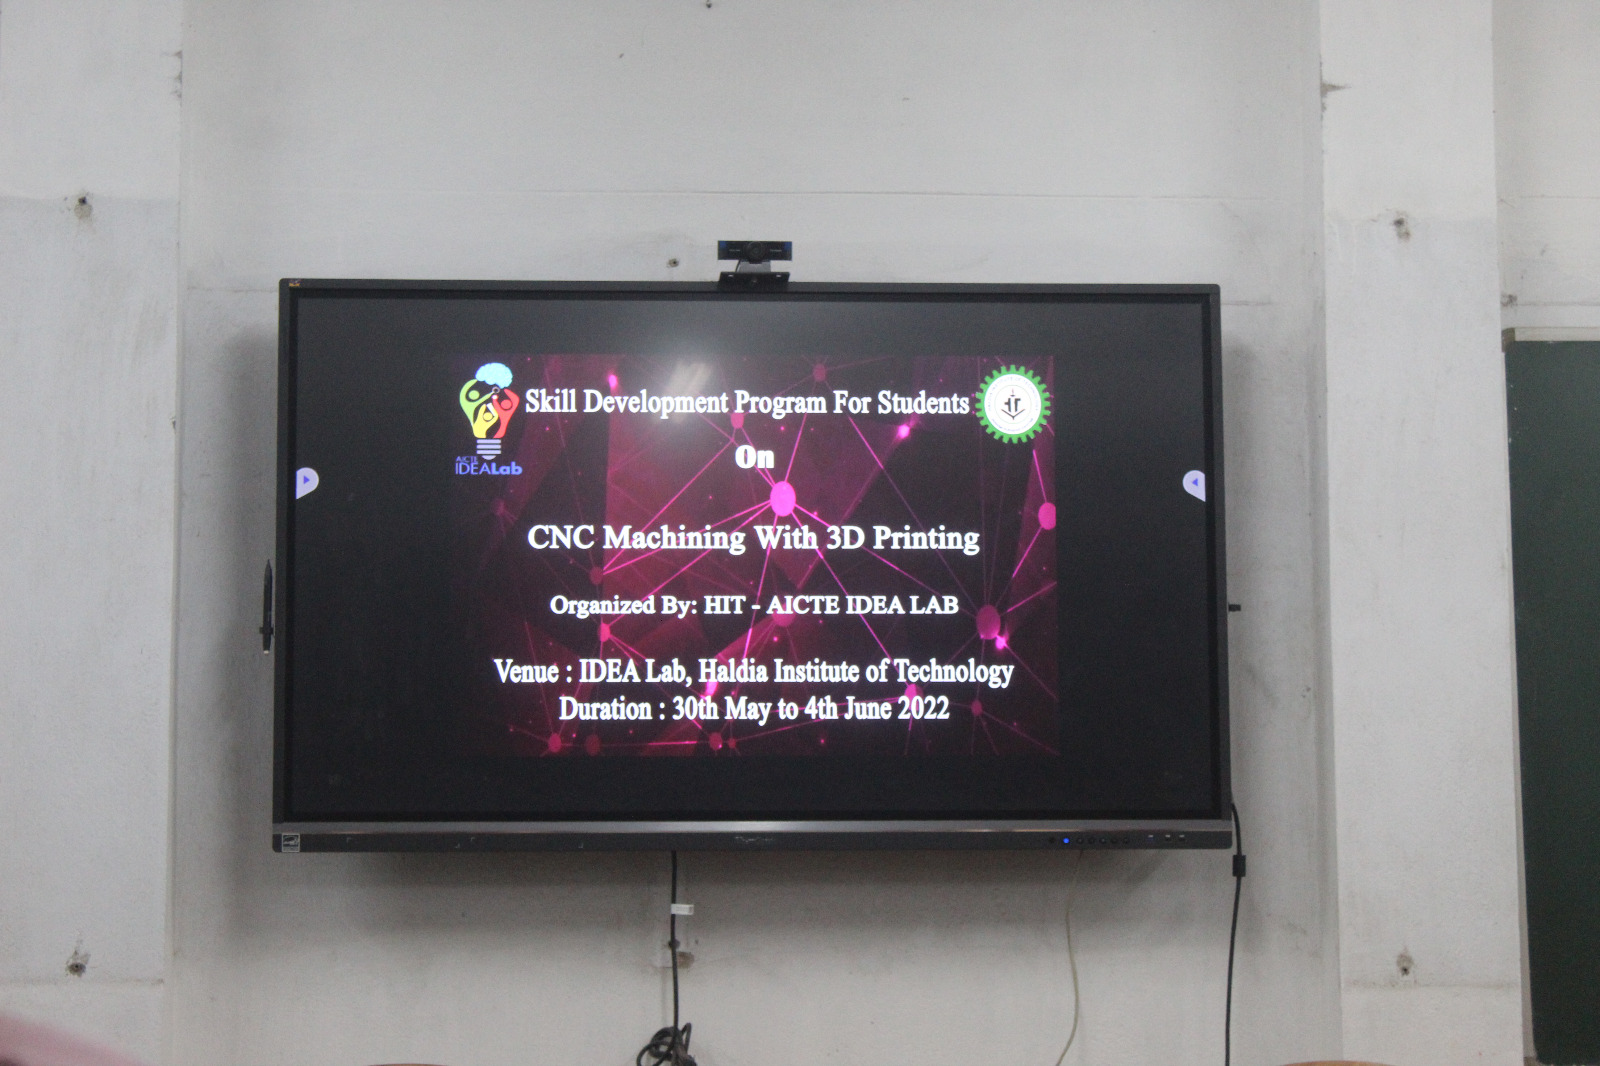 Skill Development Program For Students
AICTE
IDEALab
On
CNC Machining With 3D Printing
Organized By: HIT - AICTE IDEA LAB
Venue : IDEA Lab, Haldia Institute of Technology
Duration : 30th May to 4th June 2022